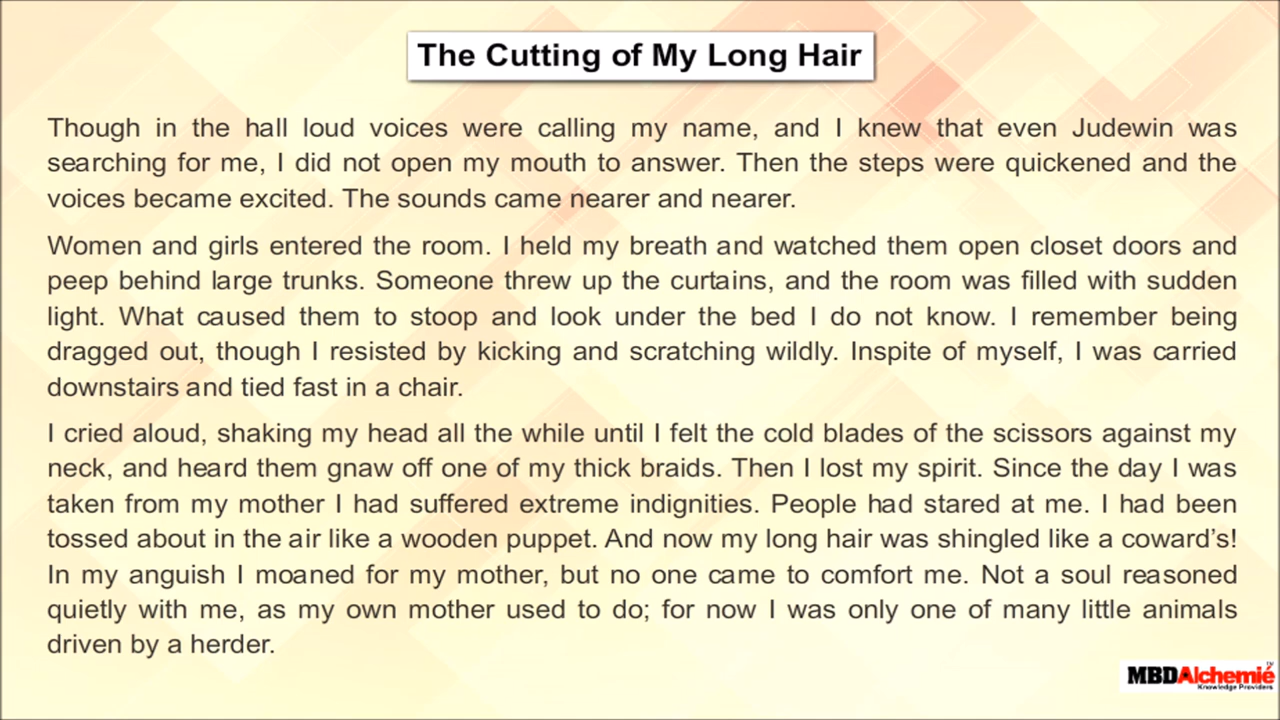 The Cutting of My Long Hair
Though in the hall loud voices were calling my name, and I knew that even Judewin was
searching for me, I did not open my mouth to answer. Then the steps were quickened and the
voices became excited. The sounds came nearer and nearer.
Women and girls entered the room. I held my breath and watched them open closet doors and
peep behind large trunks. Someone threw up the curtains, and the room was filled with sudden
light. What caused them to stoop and look under the bed I do not know. I remember being
dragged out, though I resisted by kicking and scratching wildly. Inspite of myself, I was carried
downstairs and tied fast in a chair.
I cried aloud, shaking my head all the while until I felt the cold blades of the scissors against my
neck, and heard them gnaw off one of my thick braids. Then I lost my spirit. Since the day I was
taken from my mother I had suffered extreme indignities. People had stared at me. I had been
tossed about in the air like a wooden puppet. And now my long hair was shingled like a coward’s!
In my anguish I moaned for my mother, but no one came to comfort me. Not a soul reasoned
quietly with me, as my own mother used to do; for now I was only one of many little animals
driven by a herder.
MBDAlchemié™
Knowledge Providers